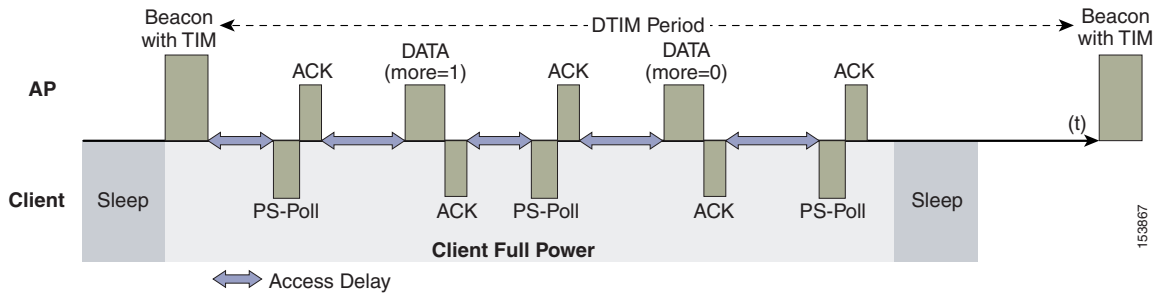 Beacon
with TIM
DTIM Period
Beacon
with TIM
DATA
(more=1)
DATA
(more=0)
ACK
ACK
ACK
AP
(t)
Client
Sleep
Sleep
PS-Poll
ACK
PS-Poll
ACK
PS-Poll
Client Full Power
Access Delay
153867